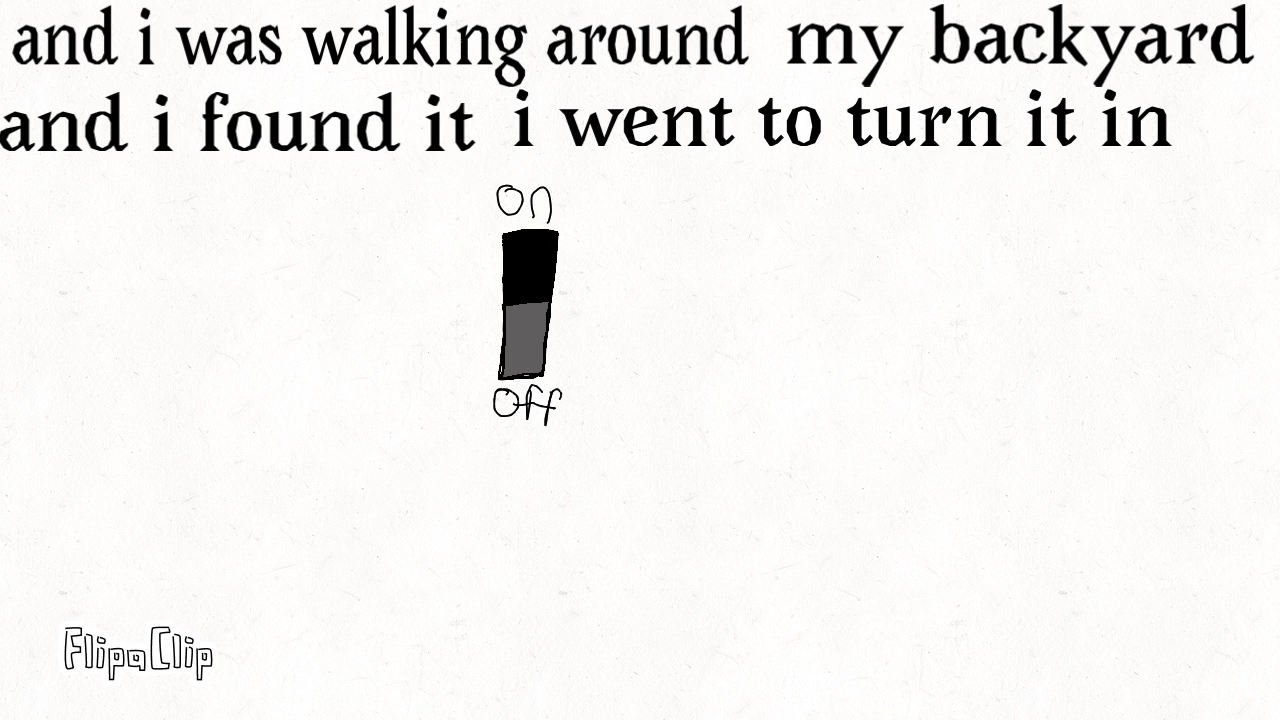 and i was walking around my backyard
and i found it i went to turn it in
on
off
FlipaClip